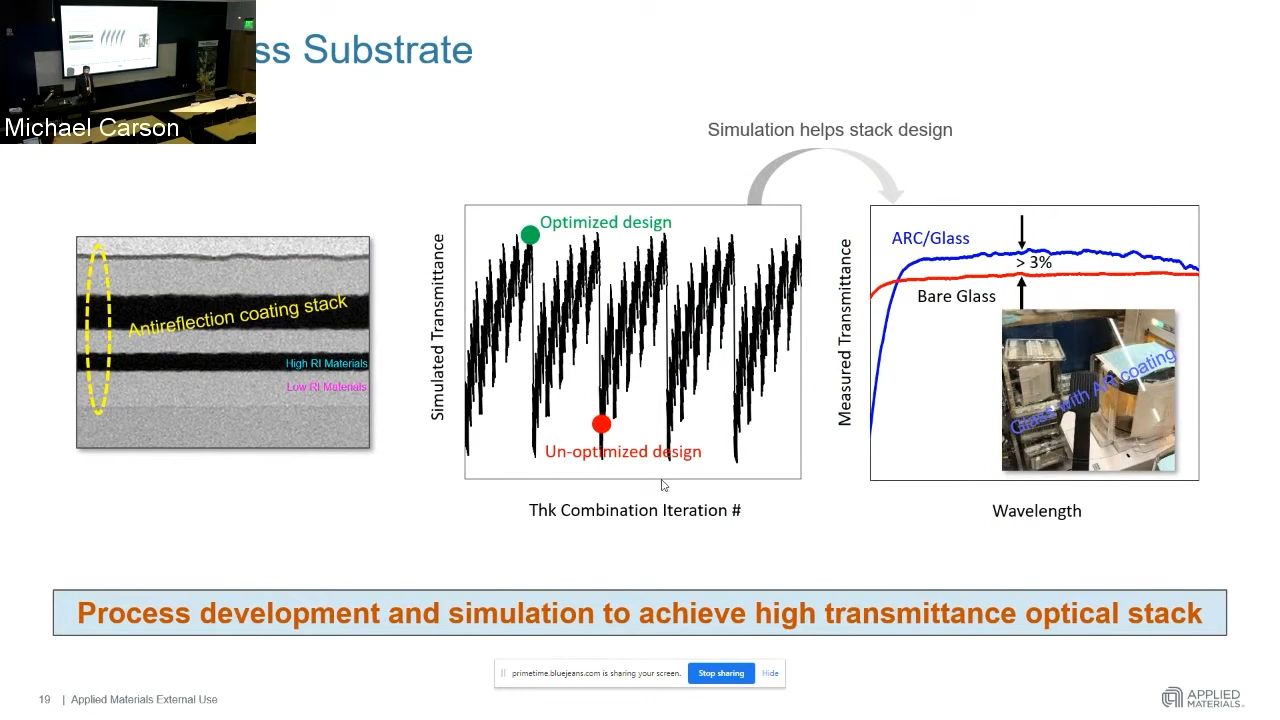 Michael Carson
ss Substrate
Simulation helps stack design
Antireflection coating stack
High RI Materials
Low RI Materials
Simulated Transmittance
Optimized design
Un-optimized design
Thk Combination Iteration #
Measured Transmittance
ARC/Glass
> 3%
Bare Glass
Glass with AR coating
Wavelength
Process development and simulation to achieve high transmittance optical stack
primetime.bluejeans.com is sharing your screen.
Stop sharing
Hide
19 | Applied Materials External Use
APPLIED
MATERIALS